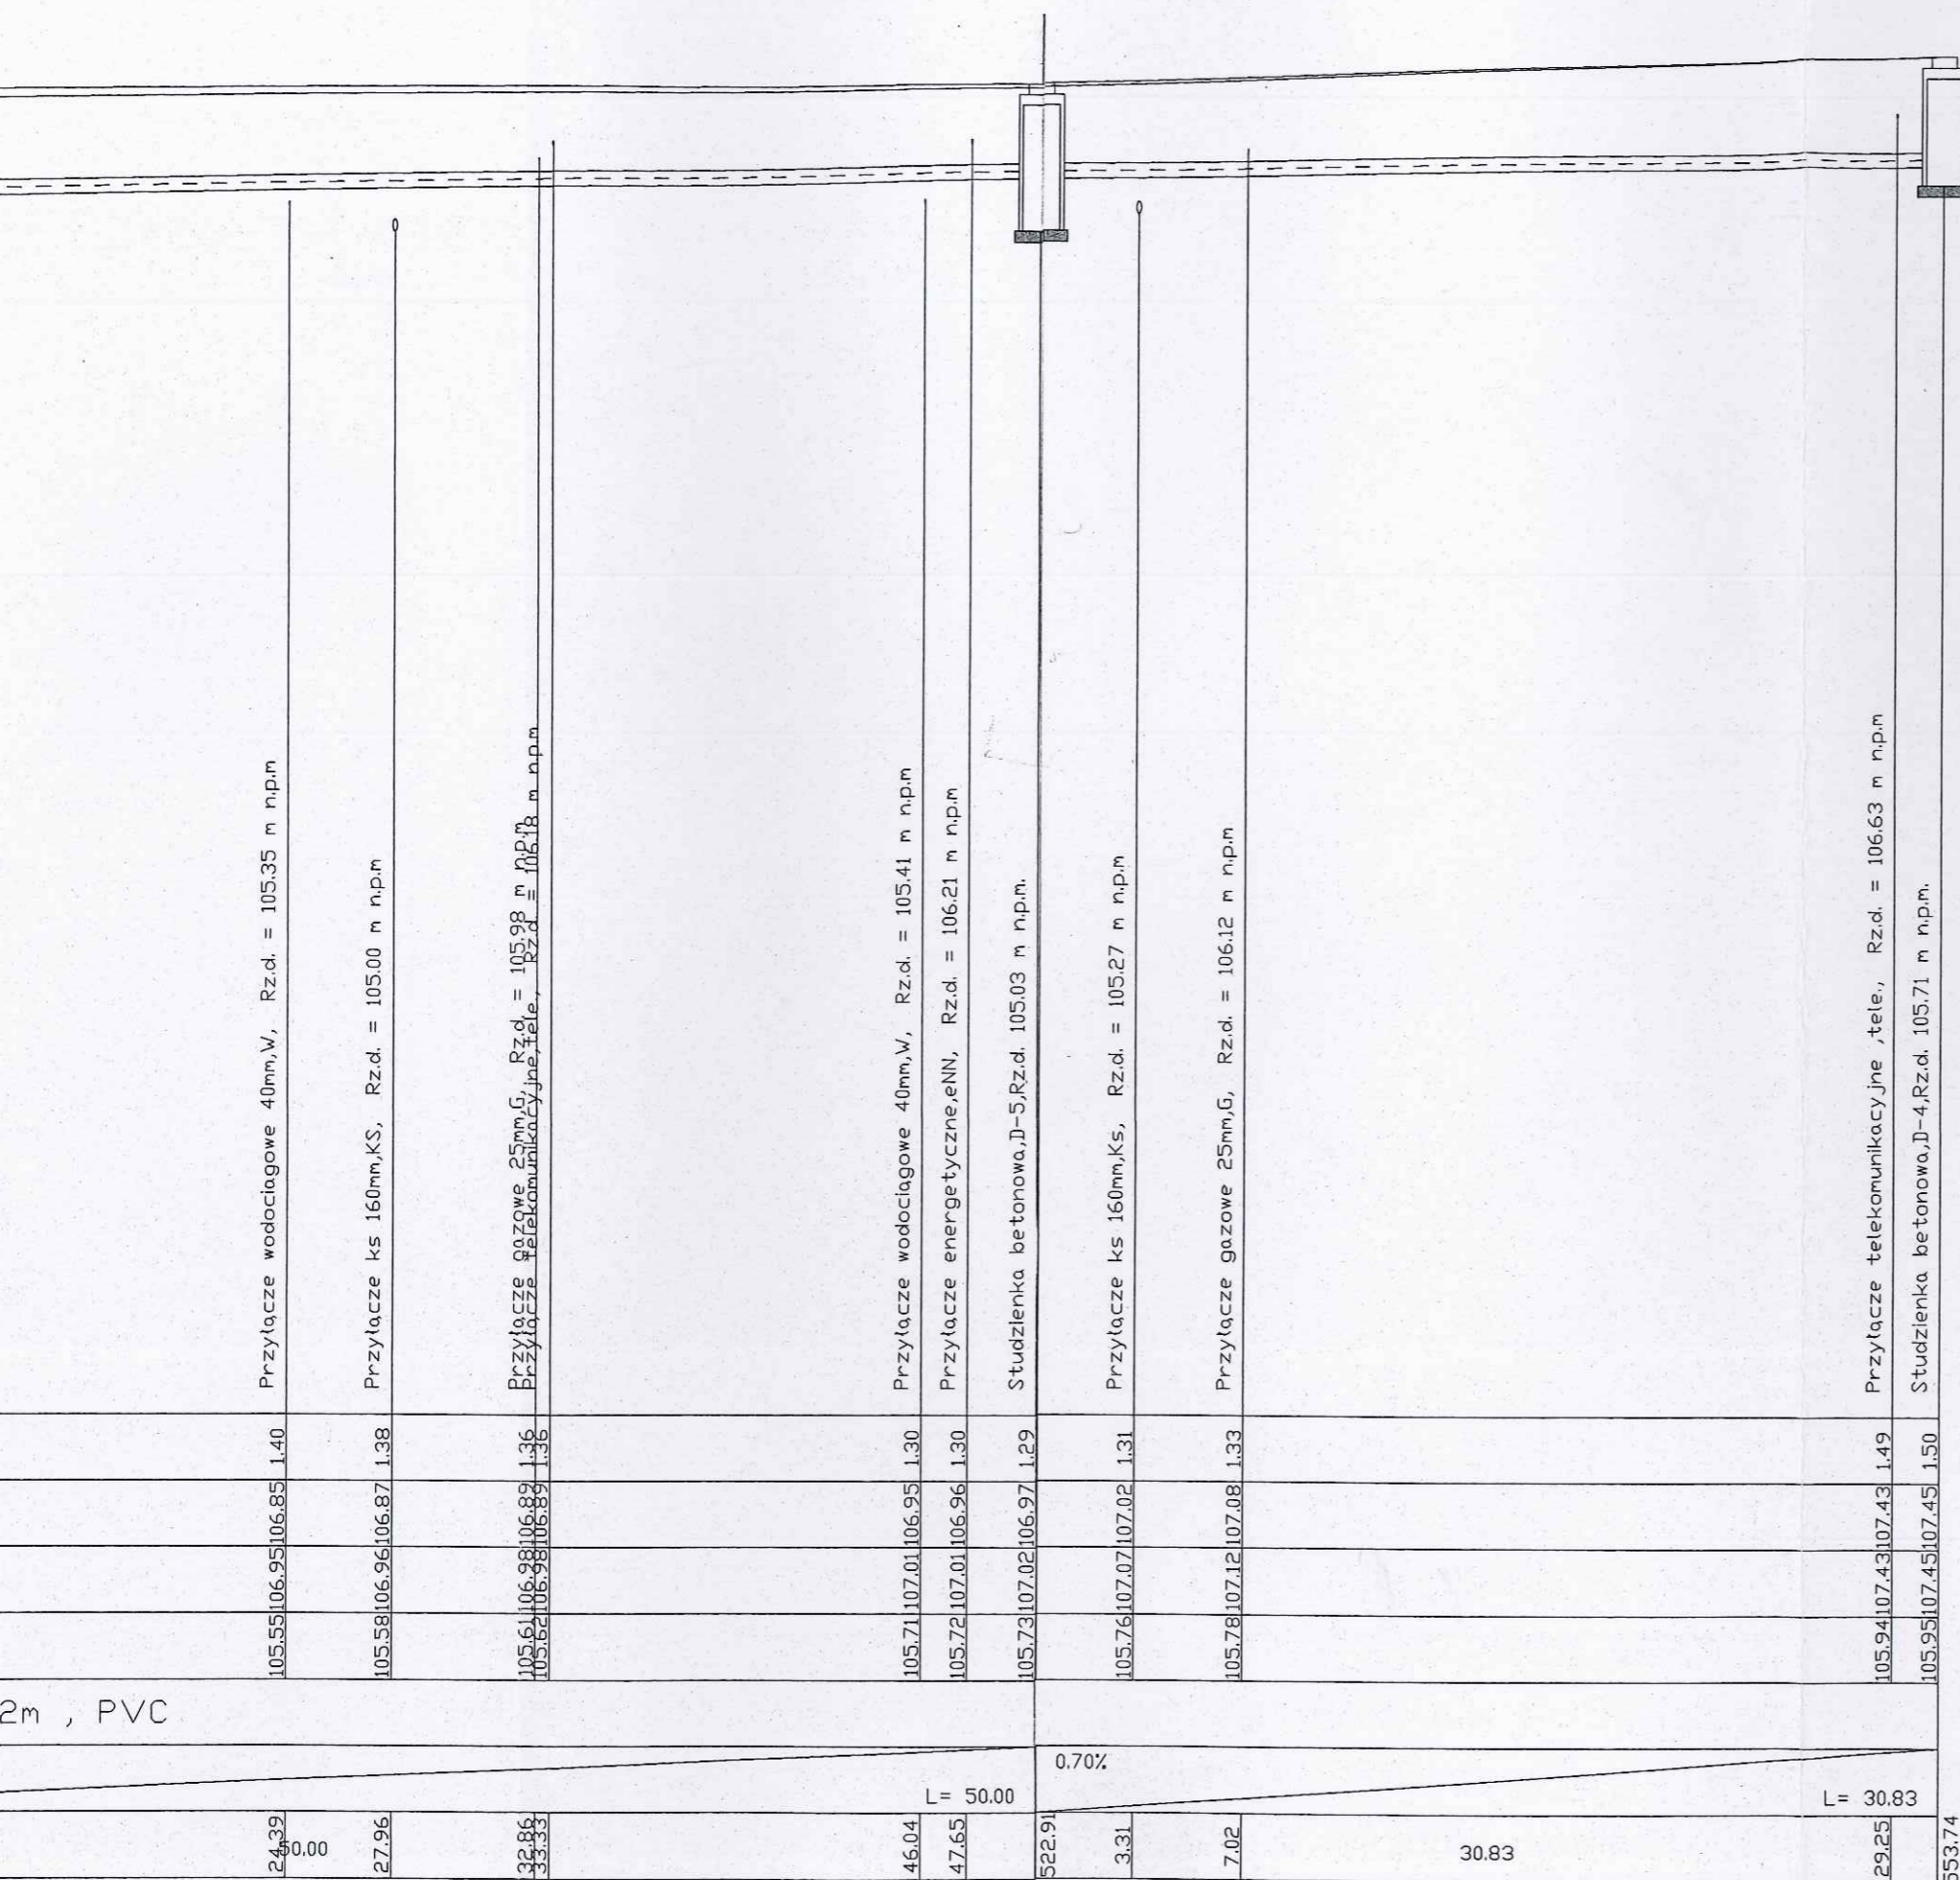 Przyłącze wodociągowe 40mm,W, Rz.d. = 105.35 m n.p.m
Przyłącze ks 160mm,KS, Rz.d. = 105.00 m n.p.m
Przyłącze gazowe 25mm,G, Rz.d. = 105.98 m n.p.m
Przyłącze telekomunikacyjne,tele., Rz.d. = 106.18 m n.p.m
Przyłącze wodociągowe 40mm,W, Rz.d. = 105.41 m n.p.m
Przyłącze energetyczne,eNN, Rz.d. = 106.21 m n.p.m
Studzienka betonowa,D-5,Rz.d. 105.03 m n.p.m.
Przyłącze ks 160mm,Ks, Rz.d. = 105.27 m n.p.m
Przyłącze gazowe 25mm,G, Rz.d. = 106.12 m n.p.m
Przyłącze telekomunikacyjne ,tele., Rz.d. = 106.63 m n.p.m
Studzienka betonowa,D-4,Rz.d. 105.71 m n.p.m.
1.40 1.38 1.36 1.36 1.30 1.30 1.29 1.31 1.33 1.49 1.50
106.85 106.87 106.89 106.89 106.95 106.96 106.97 107.02 107.08 107.43 107.45
106.95 106.96 106.98 106.98 107.01 107.01 107.02 107.07 107.12 107.43 107.45
105.55 105.58 105.61 105.62 105.71 105.72 105.73 105.76 105.78 105.94 105.95
2m , PVC
0.70%
L= 50.00
L= 30.83
24.39 50.00 27.96 32.86 33.33 46.04 47.65 522.91 3.31 7.02 30.83 29.25 553.74